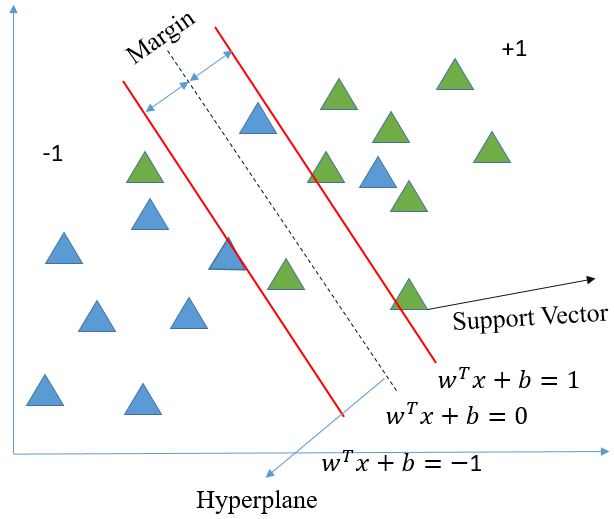 Margin
+1
-1
Support Vector
wᵀx + b = 1
wᵀx + b = 0
wᵀx + b = −1
Hyperplane